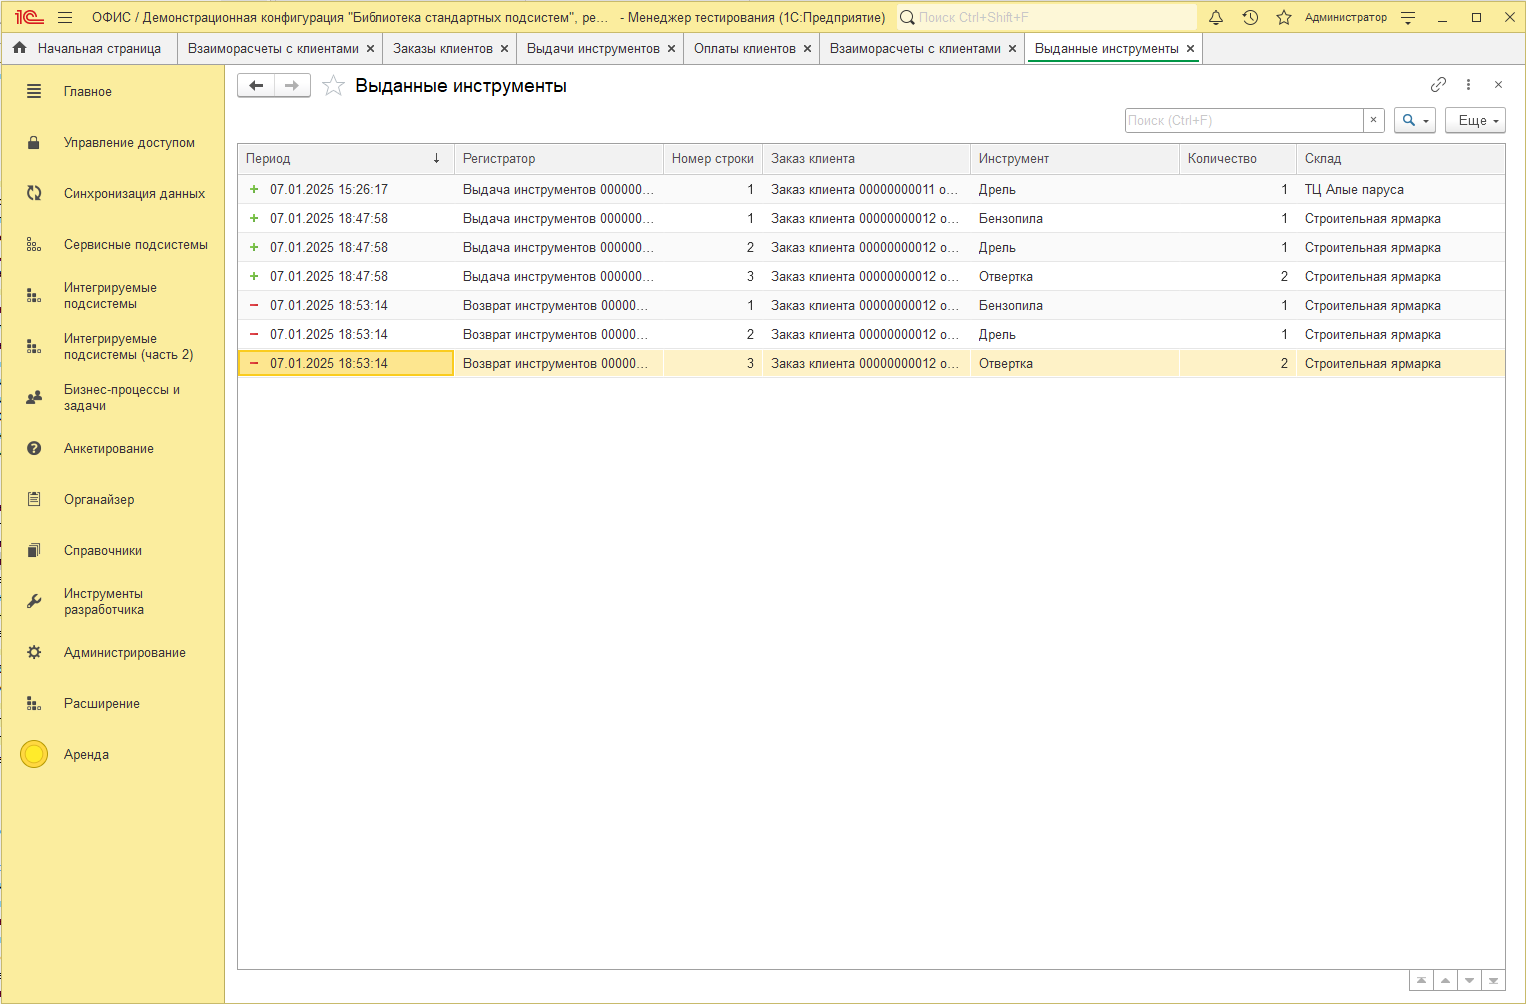 1С ОФИС / Демонстрационная конфигурация "Библиотека стандартных подсистем", ре... - Менеджер тестирования (1С:Предприятие) Поиск Ctrl+Shift+F Администратор
Начальная страница Взаиморасчеты с клиентами × Заказы клиентов × Выдачи инструментов × Оплаты клиентов × Взаиморасчеты с клиентами × Выданные инструменты ×
Главное
Управление доступом
Синхронизация данных
Сервисные подсистемы
Интегрируемые
подсистемы
Интегрируемые
подсистемы (часть 2)
Бизнес-процессы и
задачи
Анкетирование
Органайзер
Справочники
Инструменты
разработчика
Администрирование
Расширение
Аренда
Выданные инструменты
Поиск (Ctrl+F) × Еще
Период ↓ Регистратор Номер строки Заказ клиента Инструмент Количество Склад
+ 07.01.2025 15:26:17 Выдача инструментов 000000... 1 Заказ клиента 00000000011 о... Дрель 1 ТЦ Алые паруса
+ 07.01.2025 18:47:58 Выдача инструментов 000000... 1 Заказ клиента 00000000012 о... Бензопила 1 Строительная ярмарка
+ 07.01.2025 18:47:58 Выдача инструментов 000000... 2 Заказ клиента 00000000012 о... Дрель 1 Строительная ярмарка
+ 07.01.2025 18:47:58 Выдача инструментов 000000... 3 Заказ клиента 00000000012 о... Отвертка 2 Строительная ярмарка
− 07.01.2025 18:53:14 Возврат инструментов 00000... 1 Заказ клиента 00000000012 о... Бензопила 1 Строительная ярмарка
− 07.01.2025 18:53:14 Возврат инструментов 00000... 2 Заказ клиента 00000000012 о... Дрель 1 Строительная ярмарка
− 07.01.2025 18:53:14 Возврат инструментов 00000... 3 Заказ клиента 00000000012 о... Отвертка 2 Строительная ярмарка